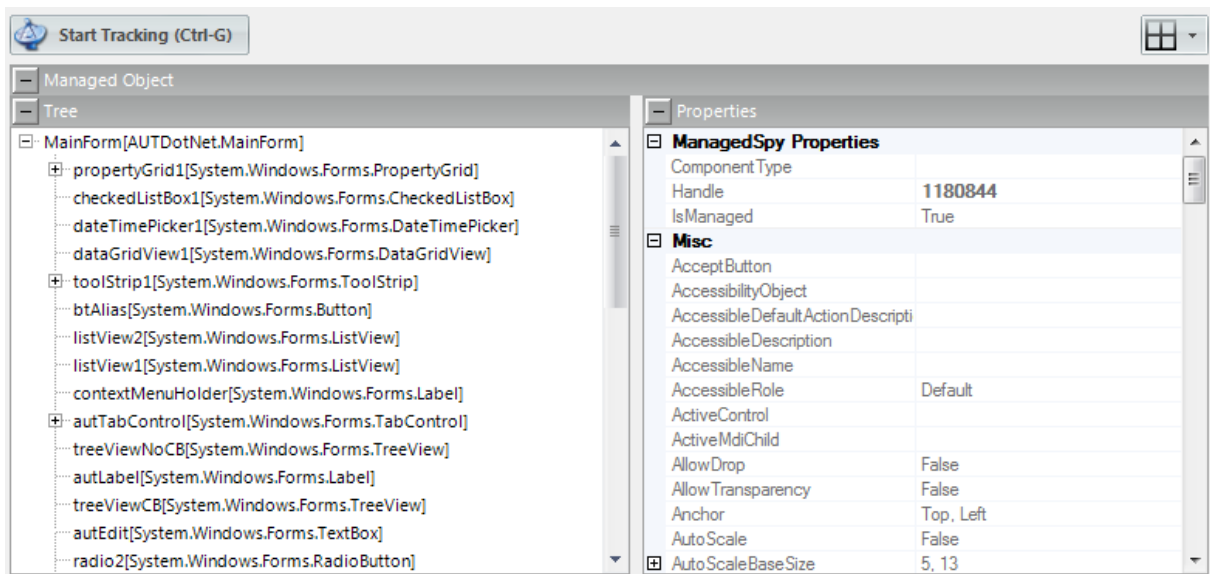 Start Tracking (Ctrl-G)
Managed Object
Tree
MainForm[AUTDotNet.MainForm]
propertyGrid1[System.Windows.Forms.PropertyGrid]
checkedListBox1[System.Windows.Forms.CheckedListBox]
dateTimePicker1[System.Windows.Forms.DateTimePicker]
dataGridView1[System.Windows.Forms.DataGridView]
toolStrip1[System.Windows.Forms.ToolStrip]
btAlias[System.Windows.Forms.Button]
listView2[System.Windows.Forms.ListView]
listView1[System.Windows.Forms.ListView]
contextMenuHolder[System.Windows.Forms.Label]
autTabControl[System.Windows.Forms.TabControl]
treeViewNoCB[System.Windows.Forms.TreeView]
autLabel[System.Windows.Forms.Label]
treeViewCB[System.Windows.Forms.TreeView]
autEdit[System.Windows.Forms.TextBox]
radio2[System.Windows.Forms.RadioButton]
Properties
ManagedSpy Properties
ComponentType
Handle 1180844
IsManaged True
Misc
AcceptButton
AccessibilityObject
AccessibleDefaultActionDescripti
AccessibleDescription
AccessibleName
AccessibleRole Default
ActiveControl
ActiveMdiChild
AllowDrop False
AllowTransparency False
Anchor Top, Left
AutoScale False
AutoScaleBaseSize 5, 13